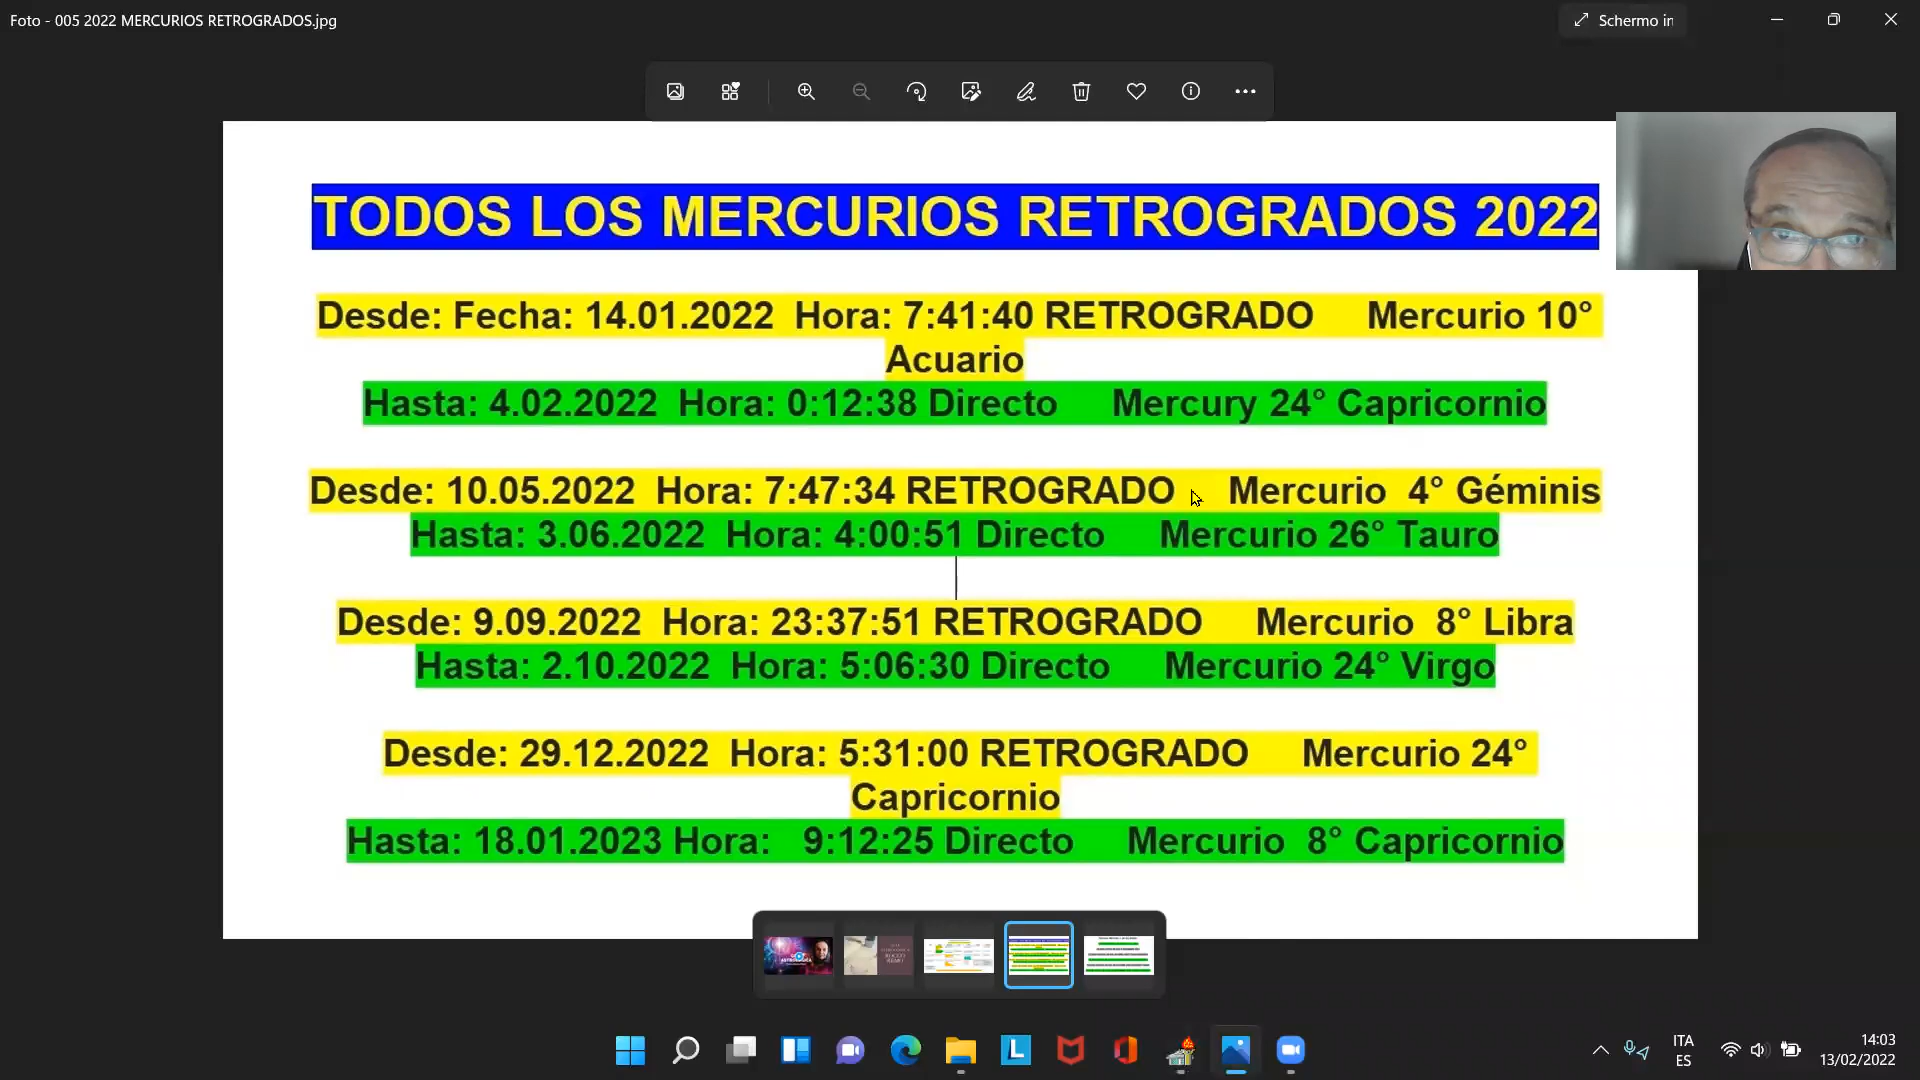 Foto - 005 2022 MERCURIOS RETROGRADOS.jpg
Schermo in
TODOS LOS MERCURIOS RETROGRADOS 2022
Desde: Fecha: 14.01.2022 Hora: 7:41:40 RETROGRADO Mercurio 10°
Acuario
Hasta: 4.02.2022 Hora: 0:12:38 Directo Mercury 24° Capricornio
Desde: 10.05.2022 Hora: 7:47:34 RETROGRADO Mercurio 4° Géminis
Hasta: 3.06.2022 Hora: 4:00:51 Directo Mercurio 26° Tauro
Desde: 9.09.2022 Hora: 23:37:51 RETROGRADO Mercurio 8° Libra
Hasta: 2.10.2022 Hora: 5:06:30 Directo Mercurio 24° Virgo
Desde: 29.12.2022 Hora: 5:31:00 RETROGRADO Mercurio 24°
Capricornio
Hasta: 18.01.2023 Hora: 9:12:25 Directo Mercurio 8° Capricornio
L
ITA
ES
14:03
13/02/2022